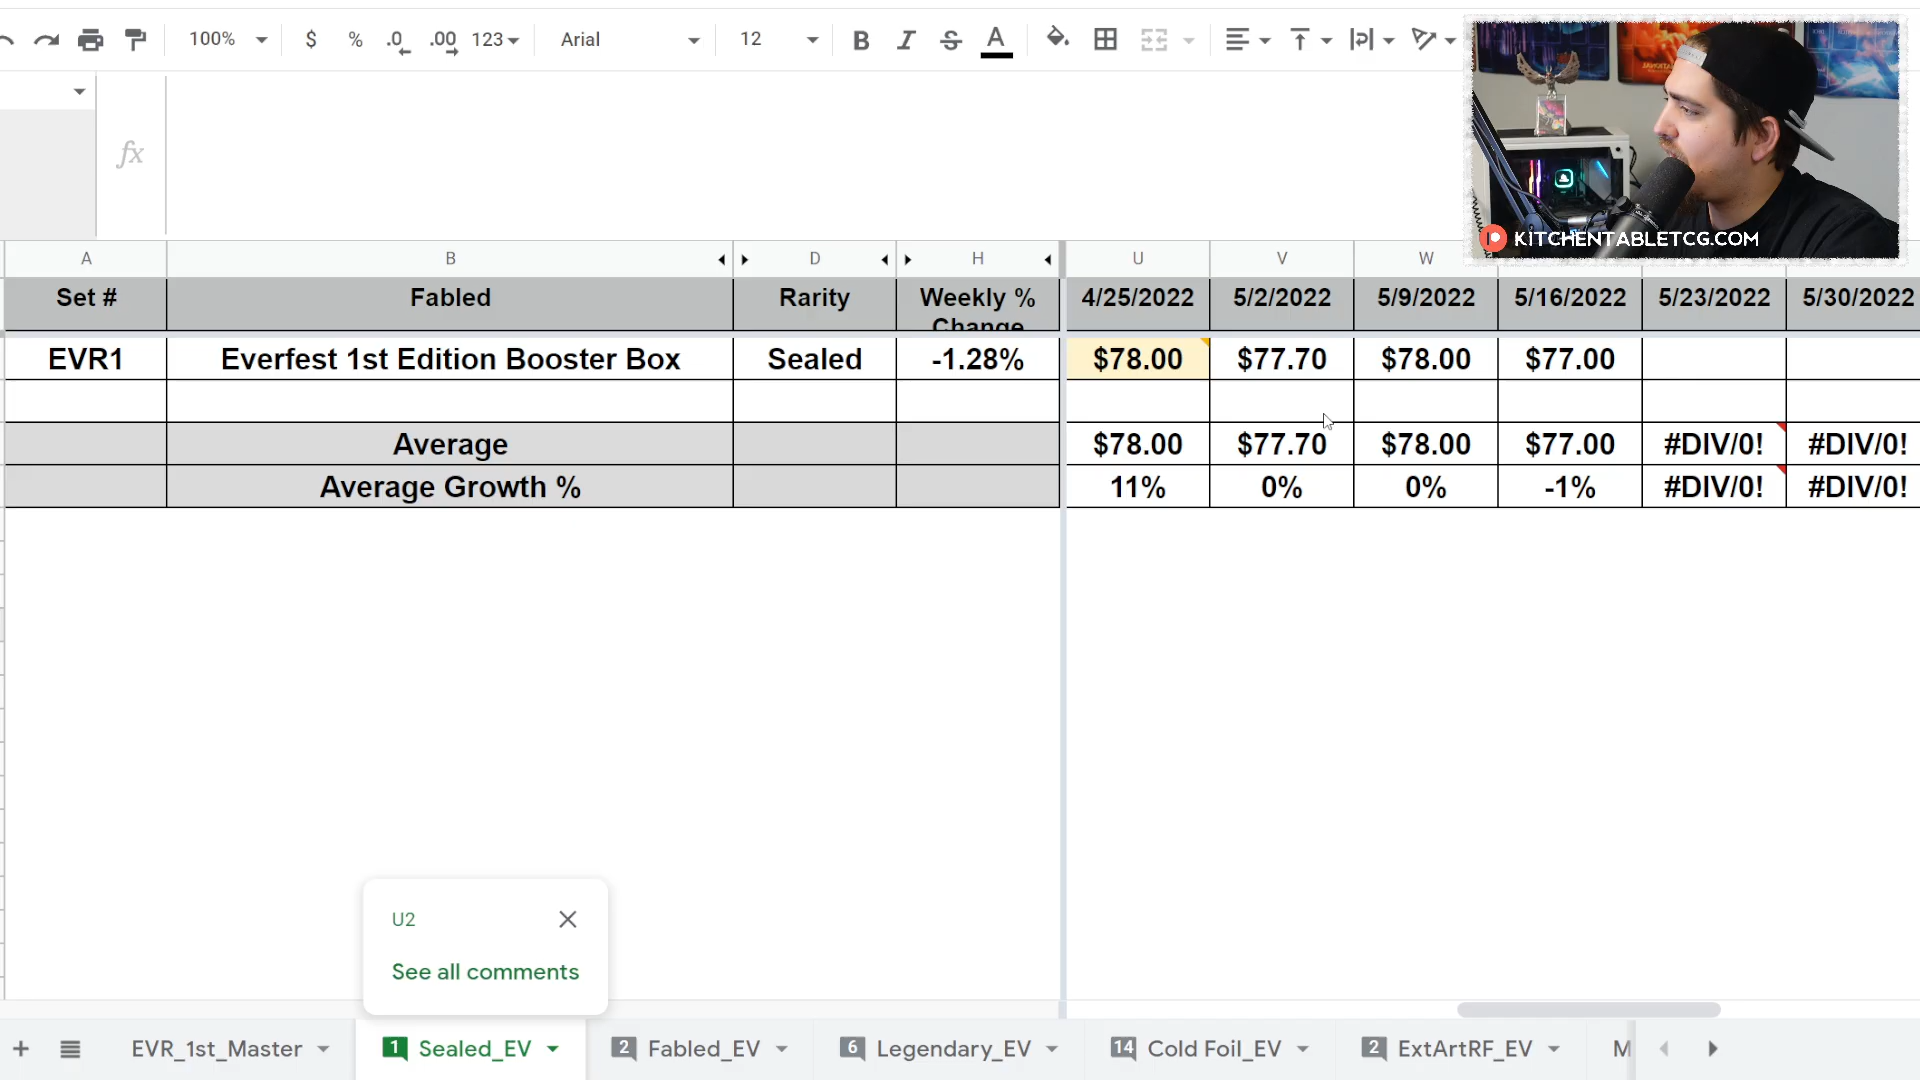 100% $ % .0 .00 123 Arial 12 B I S A
fx
KITCHENTABLETCG.COM
A B D H U V W
Set # Fabled Rarity Weekly % Change 4/25/2022 5/2/2022 5/9/2022 5/16/2022 5/23/2022 5/30/2022
EVR1 Everfest 1st Edition Booster Box Sealed -1.28% $78.00 $77.70 $78.00 $77.00
Average $78.00 $77.70 $78.00 $77.00 #DIV/0! #DIV/0!
Average Growth % 11% 0% 0% -1% #DIV/0! #DIV/0!
U2
See all comments
EVR_1st_Master 1 Sealed_EV 2 Fabled_EV 6 Legendary_EV 14 Cold Foil_EV 2 ExtArtRF_EV M